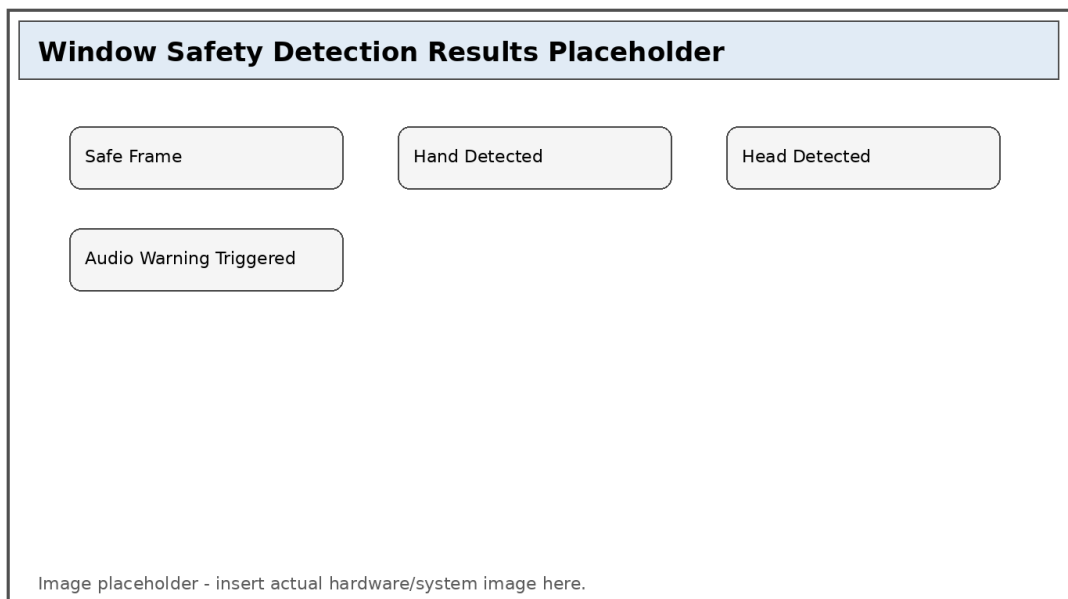 Window Safety Detection Results Placeholder
Safe Frame
Hand Detected
Head Detected
Audio Warning Triggered
Image placeholder - insert actual hardware/system image here.